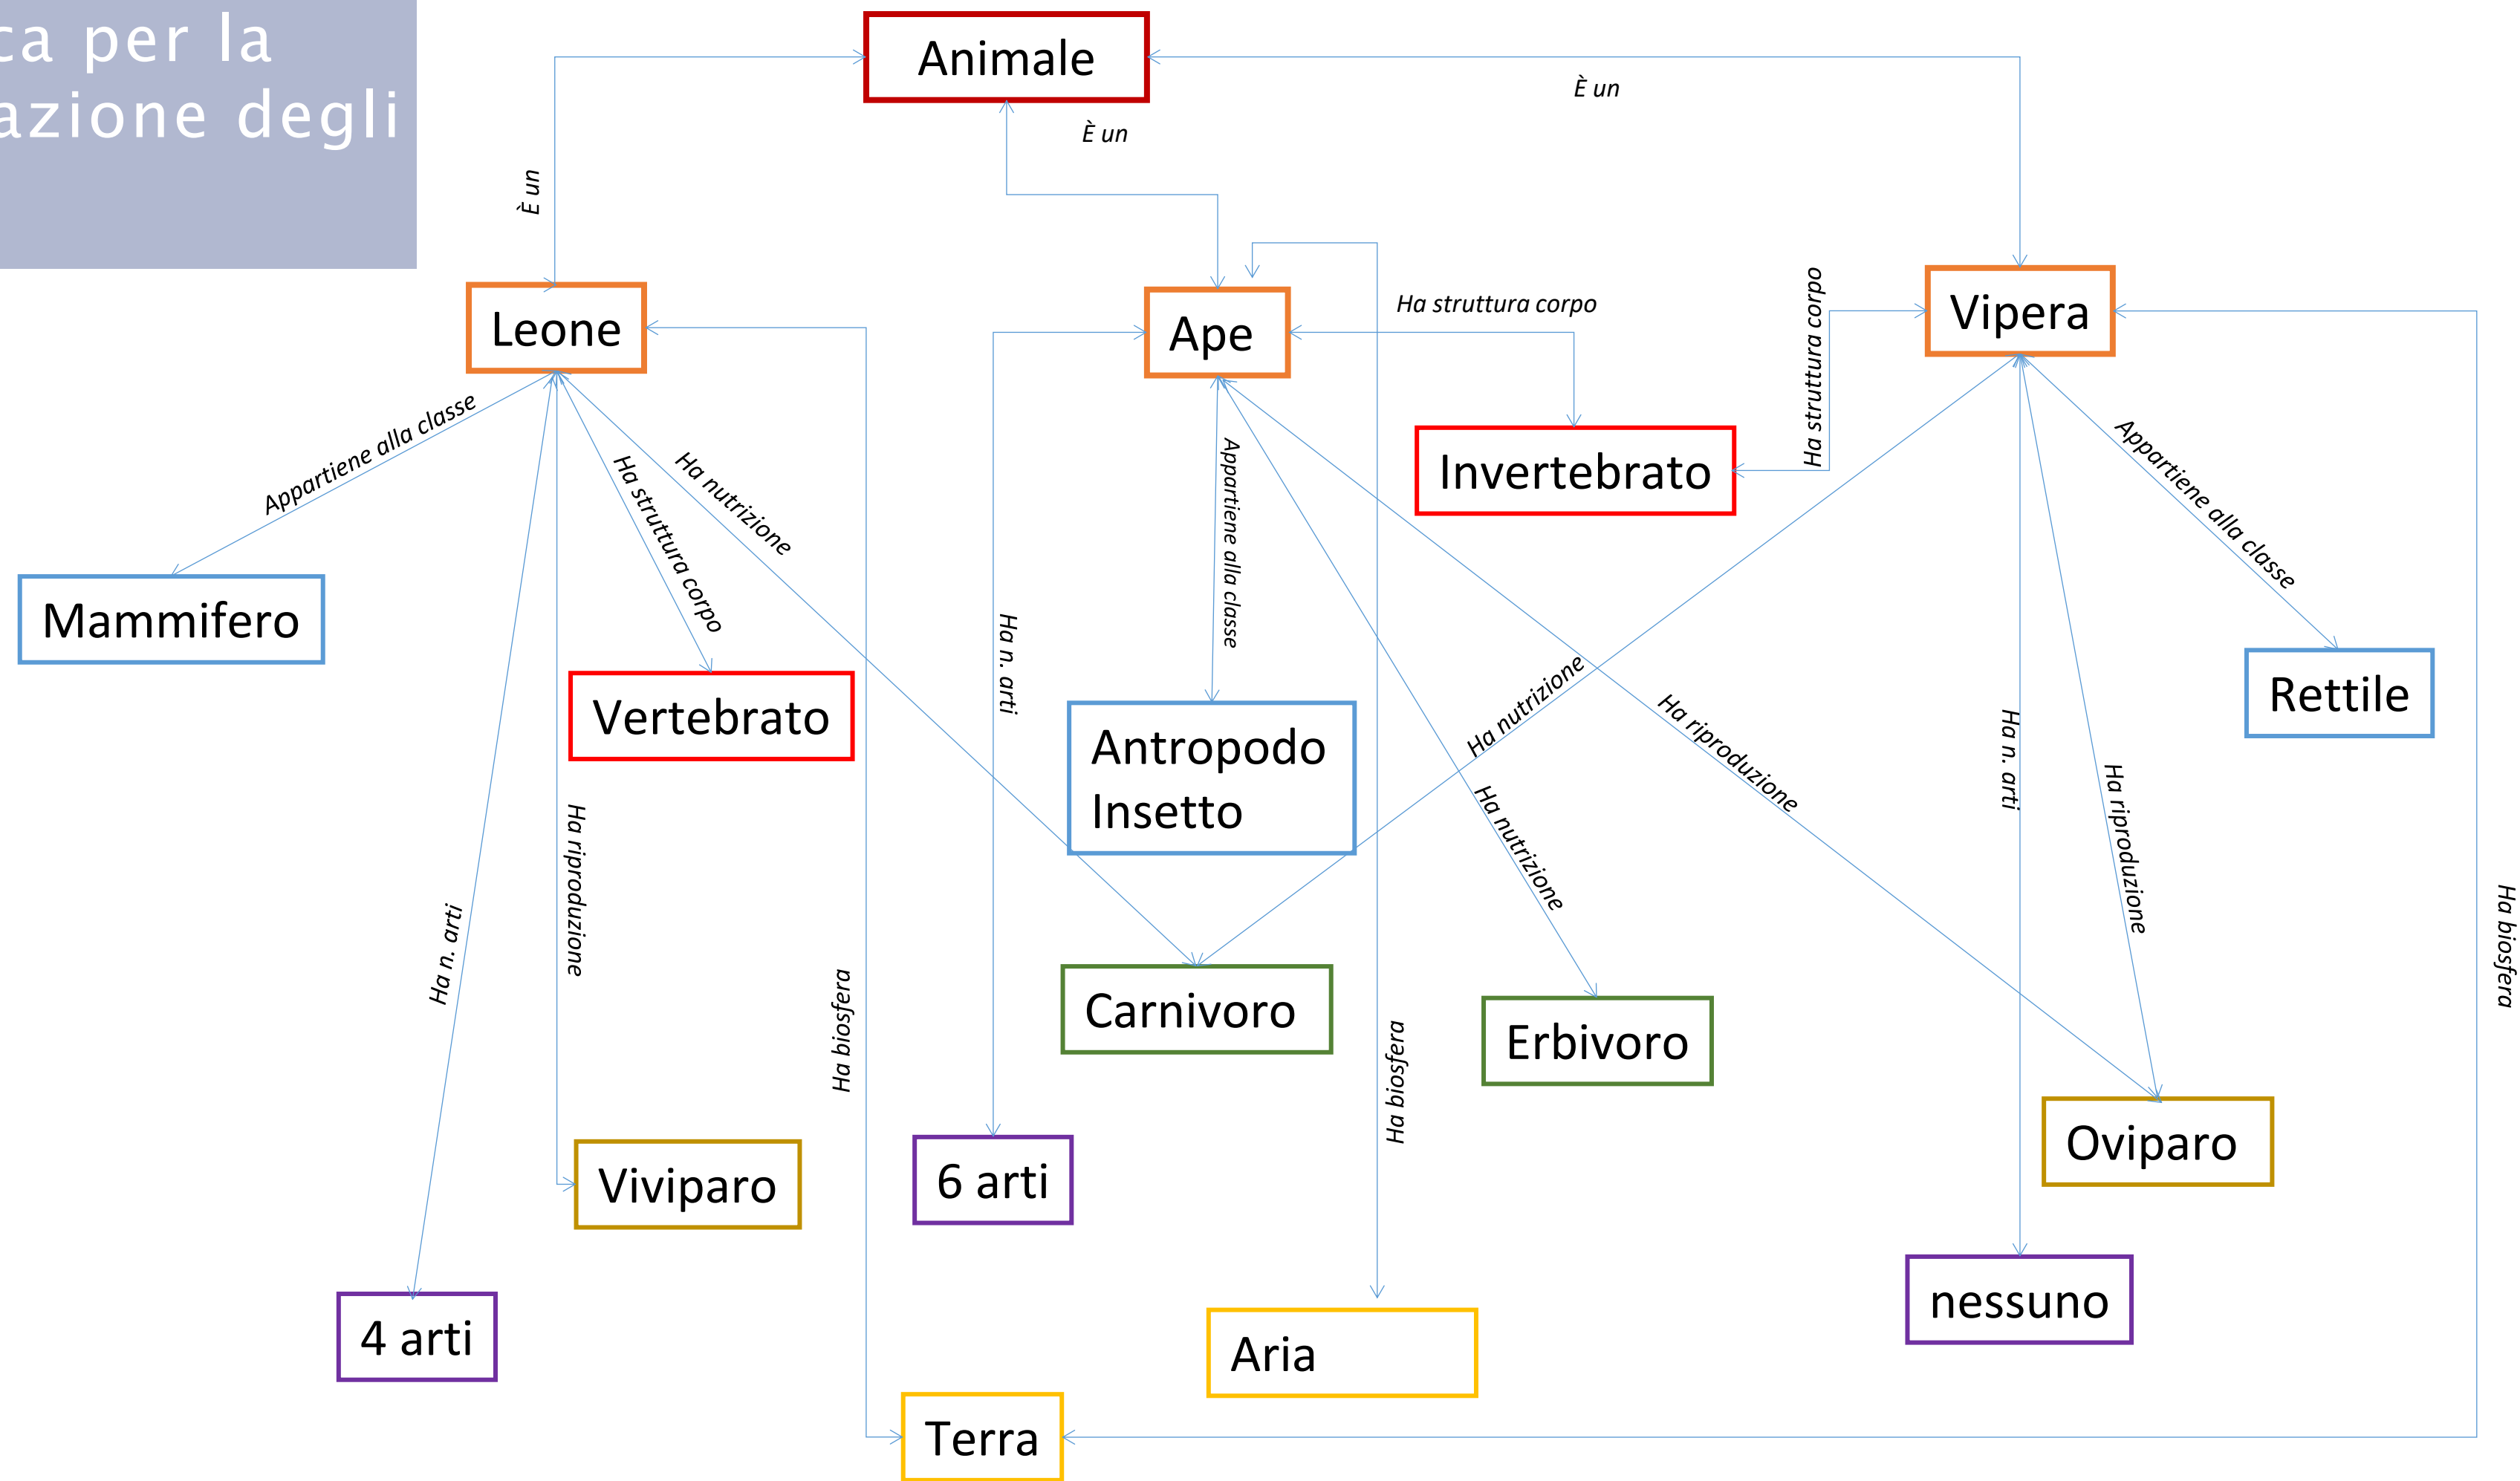 ca per la
azione degli
Animale
È un
È un
È un
Leone
Ape
Vipera
Ha struttura corpo
Ha struttura corpo
Invertebrato
Appartiene alla classe
Ha struttura corpo
Ha nutrizione
Appartiene alla classe
Appartiene alla classe
Mammifero
Vertebrato
Ha n. arti
Antropodo
Insetto
Ha nutrizione
Ha riproduzione
Ha n. arti
Rettile
Ha riproduzione
Ha n. arti
Ha riproduzione
Ha nutrizione
Ha biosfera
Ha biosfera
Carnivoro
Erbivoro
Ha biosfera
Oviparo
Viviparo
6 arti
nessuno
4 arti
Aria
Terra